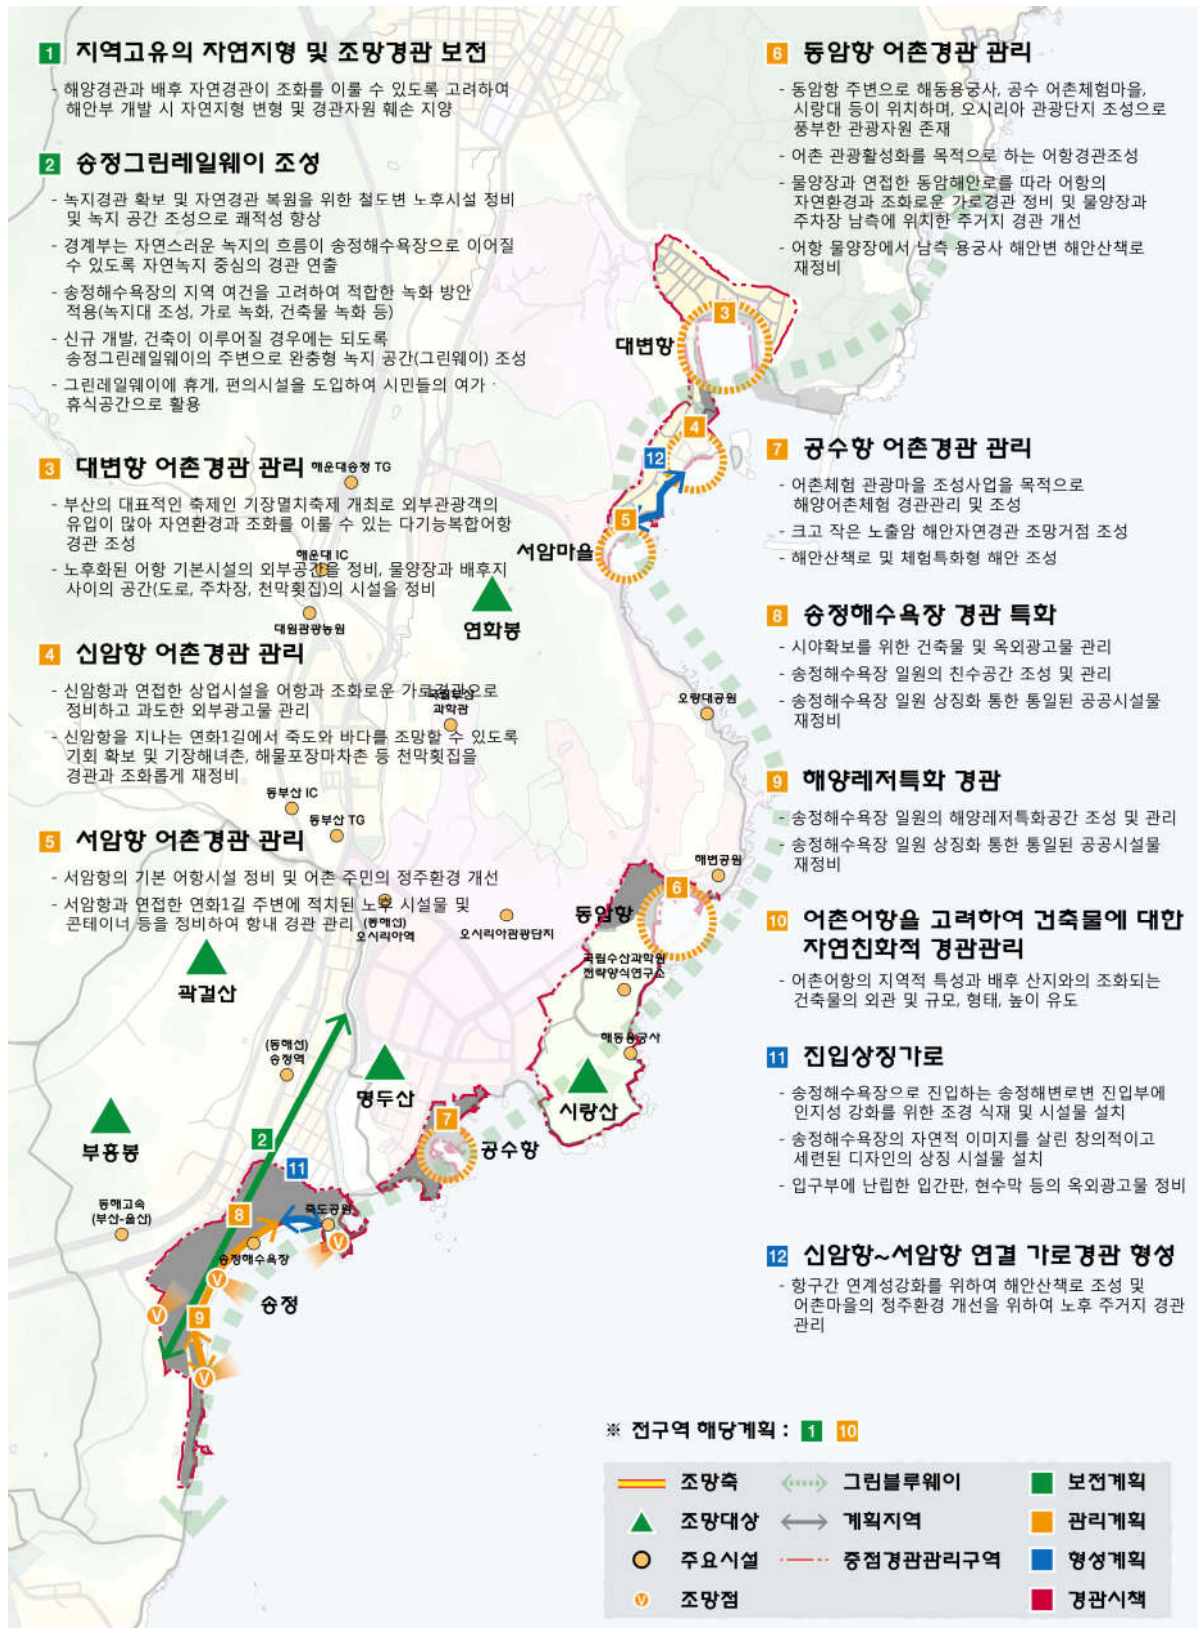 1 지역고유의 자연지형 및 조망경관 보전
- 해양경관과 배후 자연경관이 조화를 이룰 수 있도록 고려하여
해안부 개발 시 자연지형 변형 및 경관자원 훼손 지양
2 송정그린레일웨이 조성
- 녹지경관 확보 및 자연경관 복원을 위한 철도변 노후시설 정비
및 녹지 공간 조성으로 쾌적성 향상
- 경계부는 자연스러운 녹지의 흐름이 송정해수욕장으로 이어질
수 있도록 자연녹지 중심의 경관 연출
- 송정해수욕장의 지역 여건을 고려하여 적합한 녹화 방안
적용(녹지대 조성, 가로 녹화, 건축물 녹화 등)
- 신규 개발, 건축이 이루어질 경우에는 되도록
송정그린레일웨이의 주변으로 완충형 녹지 공간(그린웨이) 조성
- 그린레일웨이에 휴게, 편의시설을 도입하여 시민들의 여가 ·
휴식공간으로 활용
3 대변항 어촌경관 관리
- 부산의 대표적인 축제인 기장멸치축제 개최로 외부관광객의
유입이 많아 자연환경과 조화를 이룰 수 있는 다기능복합어항
경관 조성
- 노후화된 어항 기본시설의 외부공간을 정비, 물양장과 배후지
사이의 공간(도로, 주차장, 천막횟집)의 시설을 정비
4 신암항 어촌경관 관리
- 신암항과 연접한 상업시설을 어항과 조화로운 가로경관으로
정비하고 과도한 외부광고물 관리
- 신암항을 지나는 연화1길에서 죽도와 바다를 조망할 수 있도록
기회 확보 및 기장해녀촌, 해물포장마차촌 등 천막횟집을
경관과 조화롭게 재정비
5 서암항 어촌경관 관리
- 서암항의 기본 어항시설 정비 및 어촌 주민의 정주환경 개선
- 서암항과 연접한 연화1길 주변에 적치된 노후 시설물 및
콘테이너 등을 정비하여 항내 경관 관리
6 동암항 어촌경관 관리
- 동암항 주변으로 해동용궁사, 공수 어촌체험마을,
시랑대 등이 위치하며, 오시리아 관광단지 조성으로
풍부한 관광자원 존재
- 어촌 관광활성화를 목적으로 하는 어항경관조성
- 물양장과 연접한 동암해안로를 따라 어항의
자연환경과 조화로운 가로경관 정비 및 물양장과
주차장 남측에 위치한 주거지 경관 개선
- 어항 물양장에서 남측 용궁사 해안변 해안산책로
재정비
7 공수항 어촌경관 관리
- 어촌체험 관광마을 조성사업을 목적으로
해양어촌체험 경관관리 및 조성
- 크고 작은 노출암 해안자연경관 조망거점 조성
- 해안산책로 및 체험특화형 해안 조성
8 송정해수욕장 경관 특화
- 시야확보를 위한 건축물 및 옥외광고물 관리
- 송정해수욕장 일원의 친수공간 조성 및 관리
- 송정해수욕장 일원 상징화 통한 통일된 공공시설물
재정비
9 해양레저특화 경관
- 송정해수욕장 일원의 해양레저특화공간 조성 및 관리
- 송정해수욕장 일원 상징화 통한 통일된 공공시설물
재정비
10 어촌어항을 고려하여 건축물에 대한
자연친화적 경관관리
- 어촌어항의 지역적 특성과 배후 산지와의 조화되는
건축물의 외관 및 규모, 형태, 높이 유도
11 진입상징가로
- 송정해수욕장으로 진입하는 송정해변로변 진입부에
인지성 강화를 위한 조경 식재 및 시설물 설치
- 송정해수욕장의 자연적 이미지를 살린 창의적이고
세련된 디자인의 상징 시설물 설치
- 입구부에 난립한 입간판, 현수막 등의 옥외광고물 정비
12 신암항~서암항 연결 가로경관 형성
- 항구간 연계성강화를 위하여 해안산책로 조성 및
어촌마을의 정주환경 개선을 위하여 노후 주거지 경관
관리
3
대변항
4
12
5
서암마을
해운대송정 TG
해운대 IC
대원관광농원
연화봉
국립부산
과학관
오랑대공원
동부산 IC
동부산 TG
해변공원
6
동암항
(동해선)
오시리아역
오시리아관광단지
국립수산과학원
전략양식연구소
곽걸산
해동용궁사
(동해선)
송정역
명두산
시랑산
7
공수항
부흥봉
2
11
동해고속
(부산-울산)
8
죽도공원
V
송정해수욕장
V
송정
V
9
V
※ 전구역 해당계획 : 1 10
조망축 그린블루웨이 보전계획
조망대상 계획지역 관리계획
주요시설 중점경관관리구역 형성계획
V 조망점 경관시책